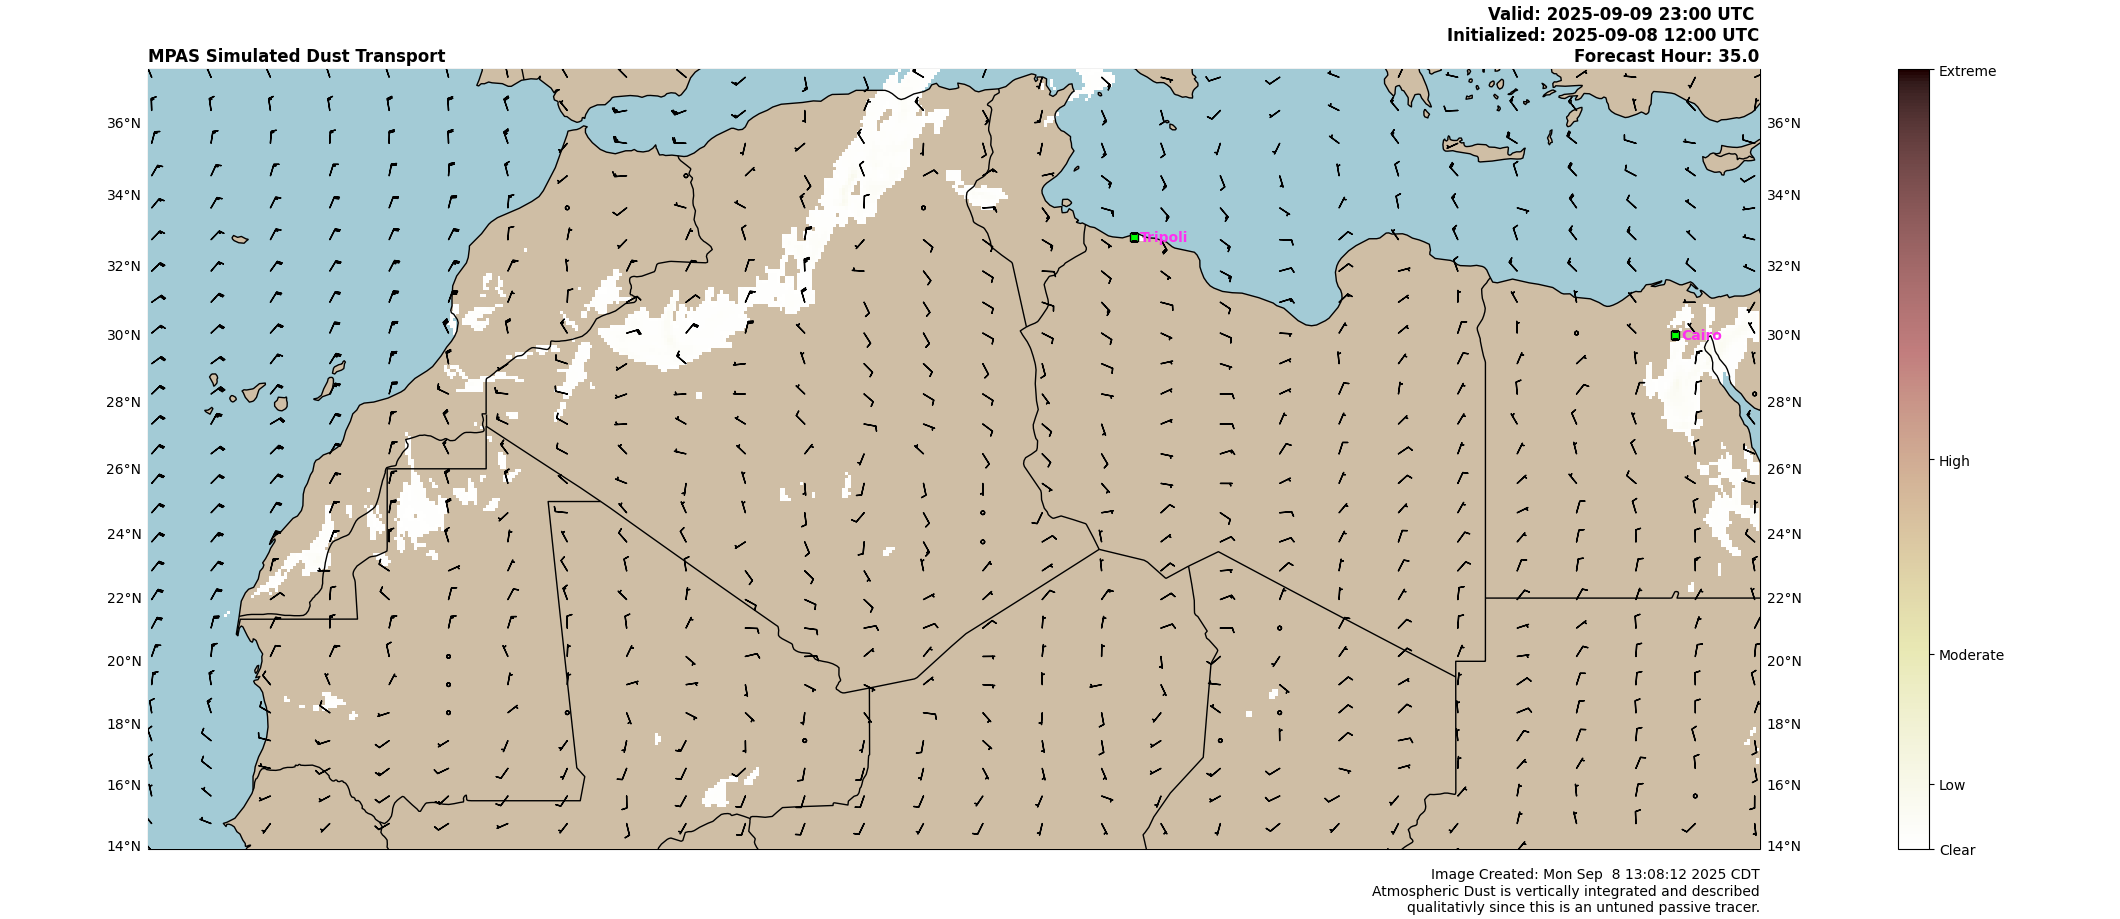 Valid: 2025-09-09 23:00 UTC
Initialized: 2025-09-08 12:00 UTC
MPAS Simulated Dust Transport
Forecast Hour: 35.0
36°N
34°N
32°N
30°N
28°N
26°N
24°N
22°N
20°N
18°N
16°N
14°N
Tripoli
Cairo
36°N
34°N
32°N
30°N
28°N
26°N
24°N
22°N
20°N
18°N
16°N
14°N
Extreme
High
Moderate
Low
Clear
Image Created: Mon Sep  8 13:08:12 2025 CDT
Atmospheric Dust is vertically integrated and described
qualitativly since this is an untuned passive tracer.